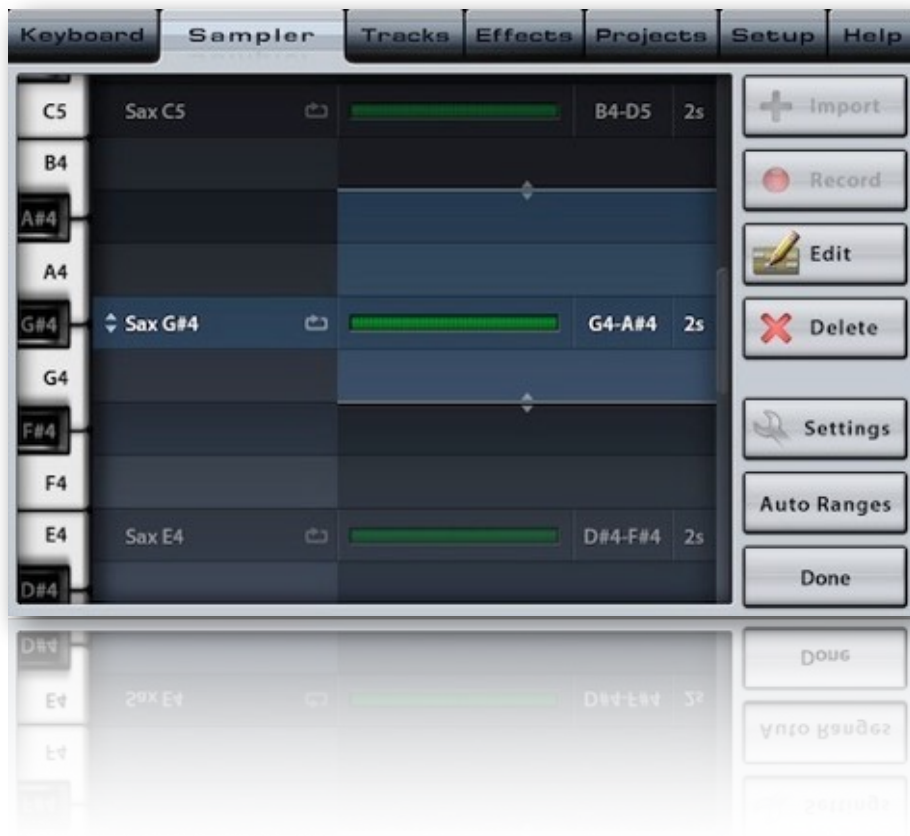 Keyboard Sampler Tracks Effects Projects Setup Help
C5 Sax C5 B4-D5 2s Import
B4
Record
A#4
Edit
A4
G#4 Sax G#4 G4-A#4 2s Delete
G4
F#4 Settings
F4
Auto Ranges
E4 Sax E4 D#4-F#4 2s
Done
D#4